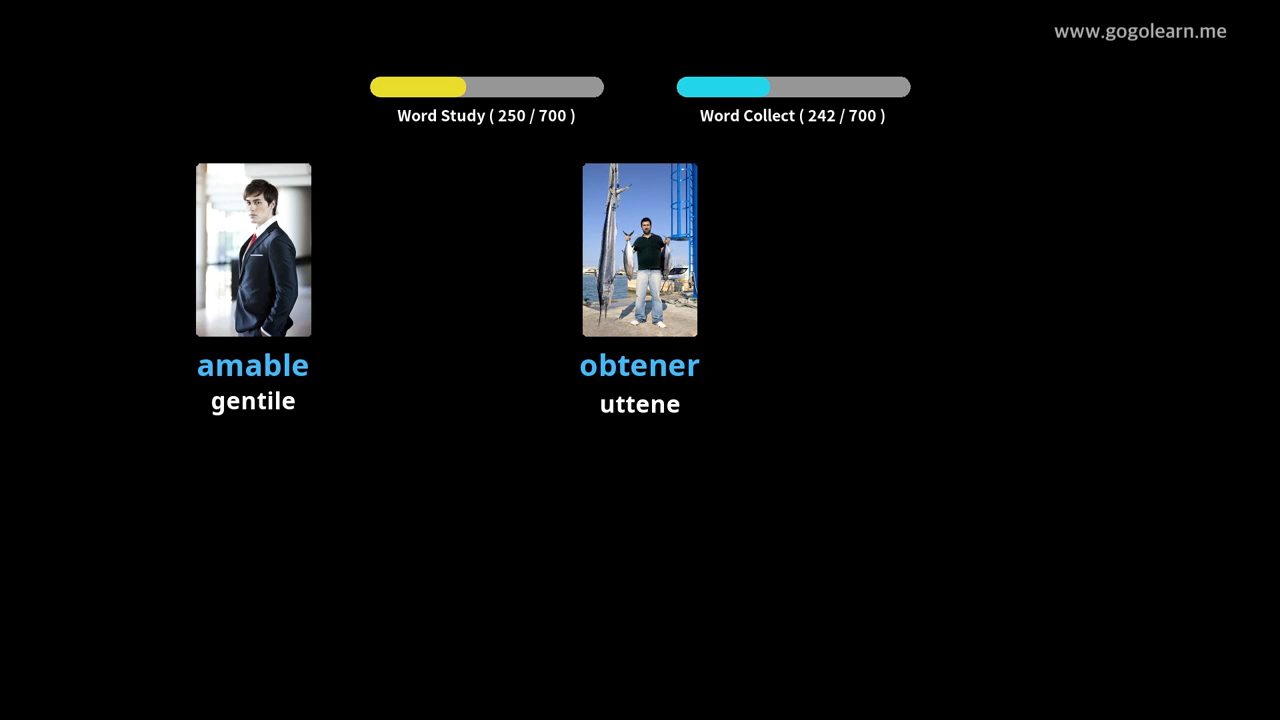 www.gogolearn.me
Word Study ( 250 / 700 )
Word Collect ( 242 / 700 )
amable
gentile
obtener
uttene